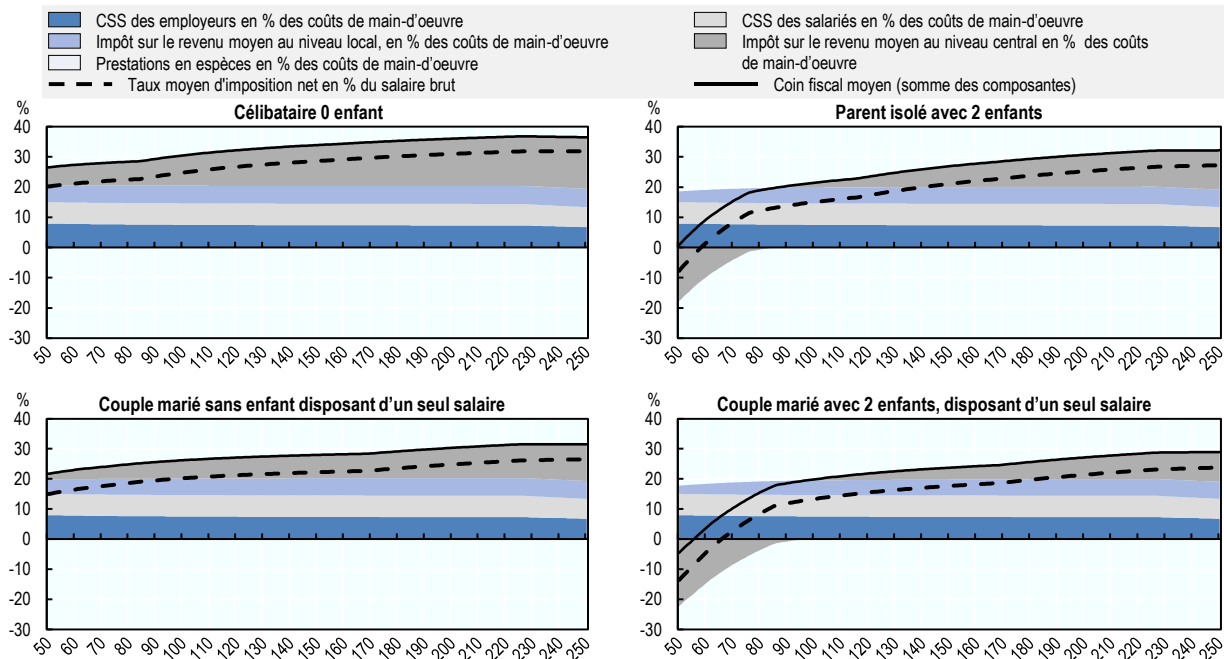 CSS des employeurs en % des coûts de main-d'oeuvre
CSS des salariés en % des coûts de main-d'oeuvre
Impôt sur le revenu moyen au niveau local, en % des coûts de main-d'oeuvre
Impôt sur le revenu moyen au niveau central en % des coûts
de main-d'oeuvre
Prestations en espèces en % des coûts de main-d'oeuvre
Taux moyen d'imposition net en % du salaire brut
Coin fiscal moyen (somme des composantes)
%
Célibataire 0 enfant
40
30
20
10
0
-10
-20
-30
50 60 70 80 90 100 110 120 130 140 150 160 170 180 190 200 210 220 230 240 250
%
Parent isolé avec 2 enfants
40
30
20
10
0
-10
-20
-30
50 60 70 80 90 100 110 120 130 140 150 160 170 180 190 200 210 220 230 240 250
%
Couple marié sans enfant disposant d’un seul salaire
40
30
20
10
0
-10
-20
-30
50 60 70 80 90 100 110 120 130 140 150 160 170 180 190 200 210 220 230 240 250
%
Couple marié avec 2 enfants, disposant d’un seul salaire
40
30
20
10
0
-10
-20
-30
50 60 70 80 90 100 110 120 130 140 150 160 170 180 190 200 210 220 230 240 250